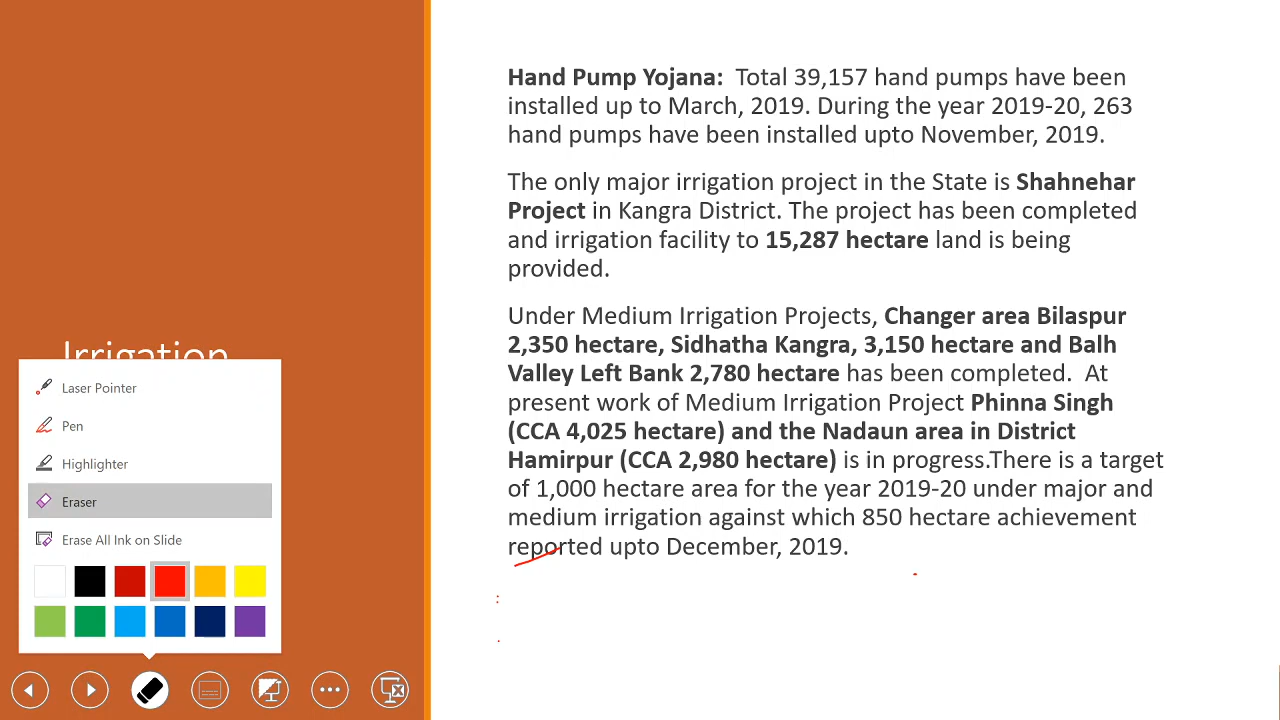 Hand Pump Yojana: Total 39,157 hand pumps have been
installed up to March, 2019. During the year 2019-20, 263
hand pumps have been installed upto November, 2019.
The only major irrigation project in the State is Shahnehar
Project in Kangra District. The project has been completed
and irrigation facility to 15,287 hectare land is being
provided.
Under Medium Irrigation Projects, Changer area Bilaspur
2,350 hectare, Sidhatha Kangra, 3,150 hectare and Balh
Valley Left Bank 2,780 hectare has been completed.  At
present work of Medium Irrigation Project Phinna Singh
(CCA 4,025 hectare) and the Nadaun area in District
Hamirpur (CCA 2,980 hectare) is in progress.There is a target
of 1,000 hectare area for the year 2019-20 under major and
medium irrigation against which 850 hectare achievement
reported upto December, 2019.
Irrigation
Laser Pointer
Pen
Highlighter
Eraser
Erase All Ink on Slide